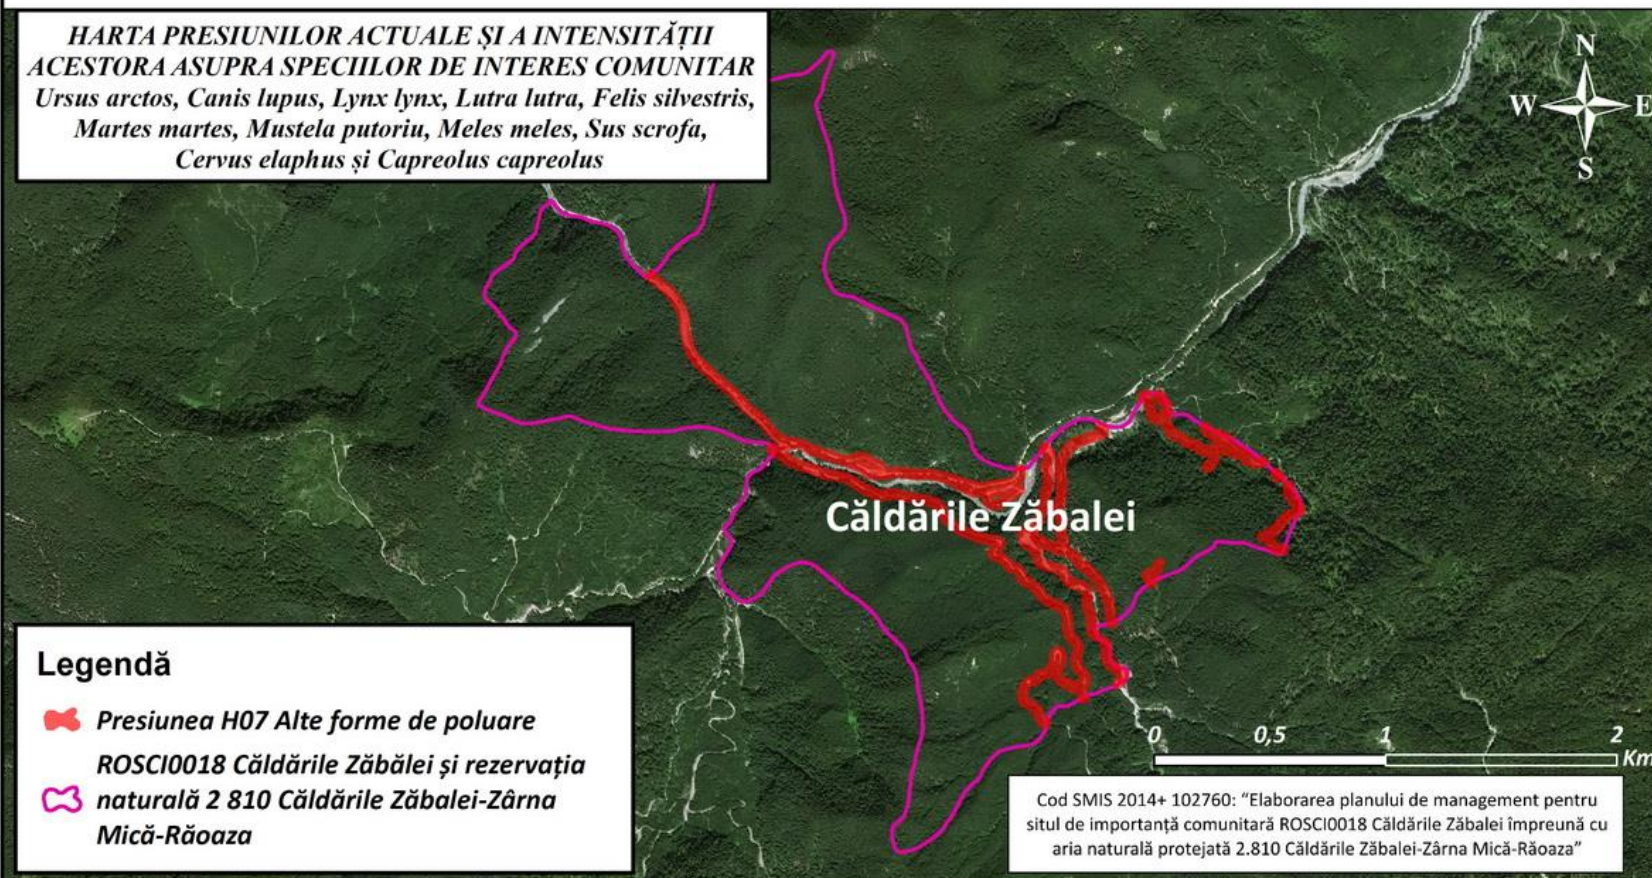 HARTA PRESIUNILOR ACTUALE ȘI A INTENSITĂȚII
ACESTORA ASUPRA SPECIILOR DE INTERES COMUNITAR
Ursus arctos, Canis lupus, Lynx lynx, Lutra lutra, Felis silvestris,
Martes martes, Mustela putoriu, Meles meles, Sus scrofa,
Cervus elaphus și Capreolus capreolus
N
W E
S
Căldările Zăbalei
Legendă
Presiunea H07 Alte forme de poluare
ROSCI0018 Căldările Zăbălei și rezervația
naturală 2 810 Căldările Zăbalei-Zârna
Mică-Răoaza
0 0,5 1 2
Km
Cod SMIS 2014+ 102760: “Elaborarea planului de management pentru
situl de importanță comunitară ROSCI0018 Căldările Zăbalei împreună cu
aria naturală protejată 2.810 Căldările Zăbalei-Zârna Mică-Răoaza”